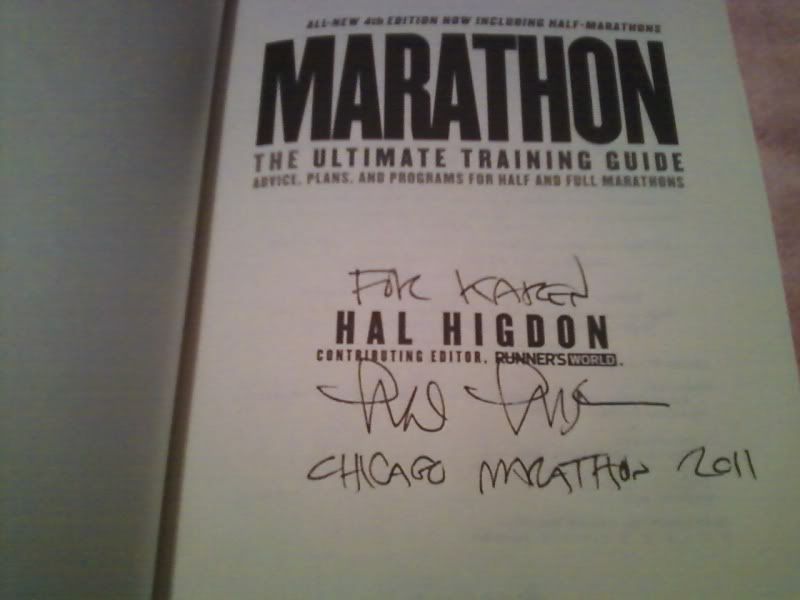 ALL-NEW 4th EDITION NOW INCLUDING HALF-MARATHONS
MARATHON
THE ULTIMATE TRAINING GUIDE
ADVICE, PLANS, AND PROGRAMS FOR HALF AND FULL MARATHONS
FOR KAREN
HAL HIGDON
CONTRIBUTING EDITOR, RUNNER'S WORLD.
CHICAGO MARATHON 2011